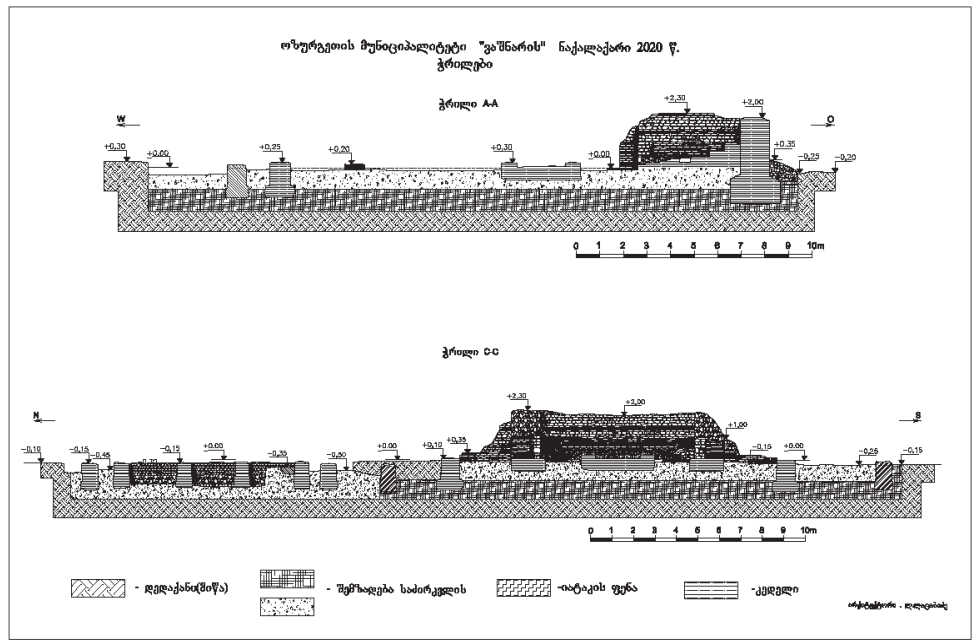 ოზურგეთის მუნიციპალიტეტი "ვაშნარის" ნაქალაქარი 2020 წ.
ჭრილები
ჭრილი A-A
W
O
+0,30
+0.00
+0,25
+0,20
+0,30
+0.00
+2,30
+2,00
+0.35
-0,25
-0,20
0 1 2 3 4 5 6 7 8 9 10m
ჭრილი C-C
N
S
-0,10
-0,15
-0,45
-0,15
+0.00
-0,35
-0,50
+0.00
+0,10
+0,35
+2,30
+2,00
+1,00
-0,15
+0.00
-0,25
-0,15
0 1 2 3 4 5 6 7 8 9 10m
- დედაქანი(მიწა)
- შემზადება საძირკვლის
-იატაკის ფენა
-კედელი